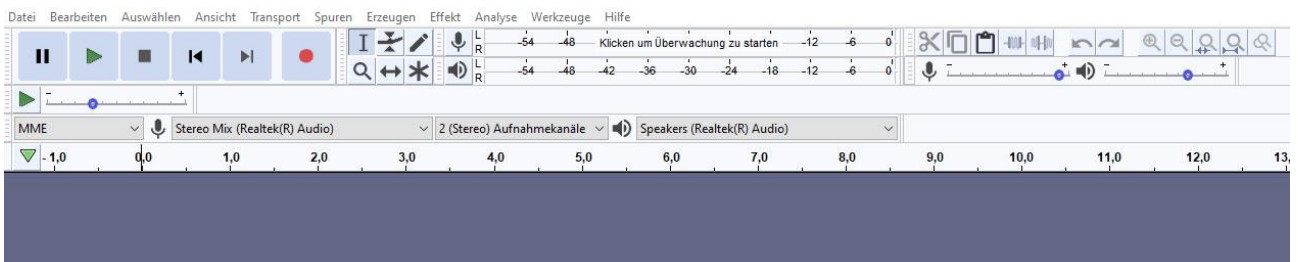 Datei Bearbeiten Auswählen Ansicht Transport Spuren Erzeugen Effekt Analyse Werkzeuge Hilfe
L R -54 -48 Klicken um Überwachung zu starten -12 -6 0
L R -54 -48 -42 -36 -30 -24 -18 -12 -6 0
- + - +
- +
MME Stereo Mix (Realtek(R) Audio) 2 (Stereo) Aufnahmekanäle Speakers (Realtek(R) Audio)
- 1,0 0,0 1,0 2,0 3,0 4,0 5,0 6,0 7,0 8,0 9,0 10,0 11,0 12,0 13,